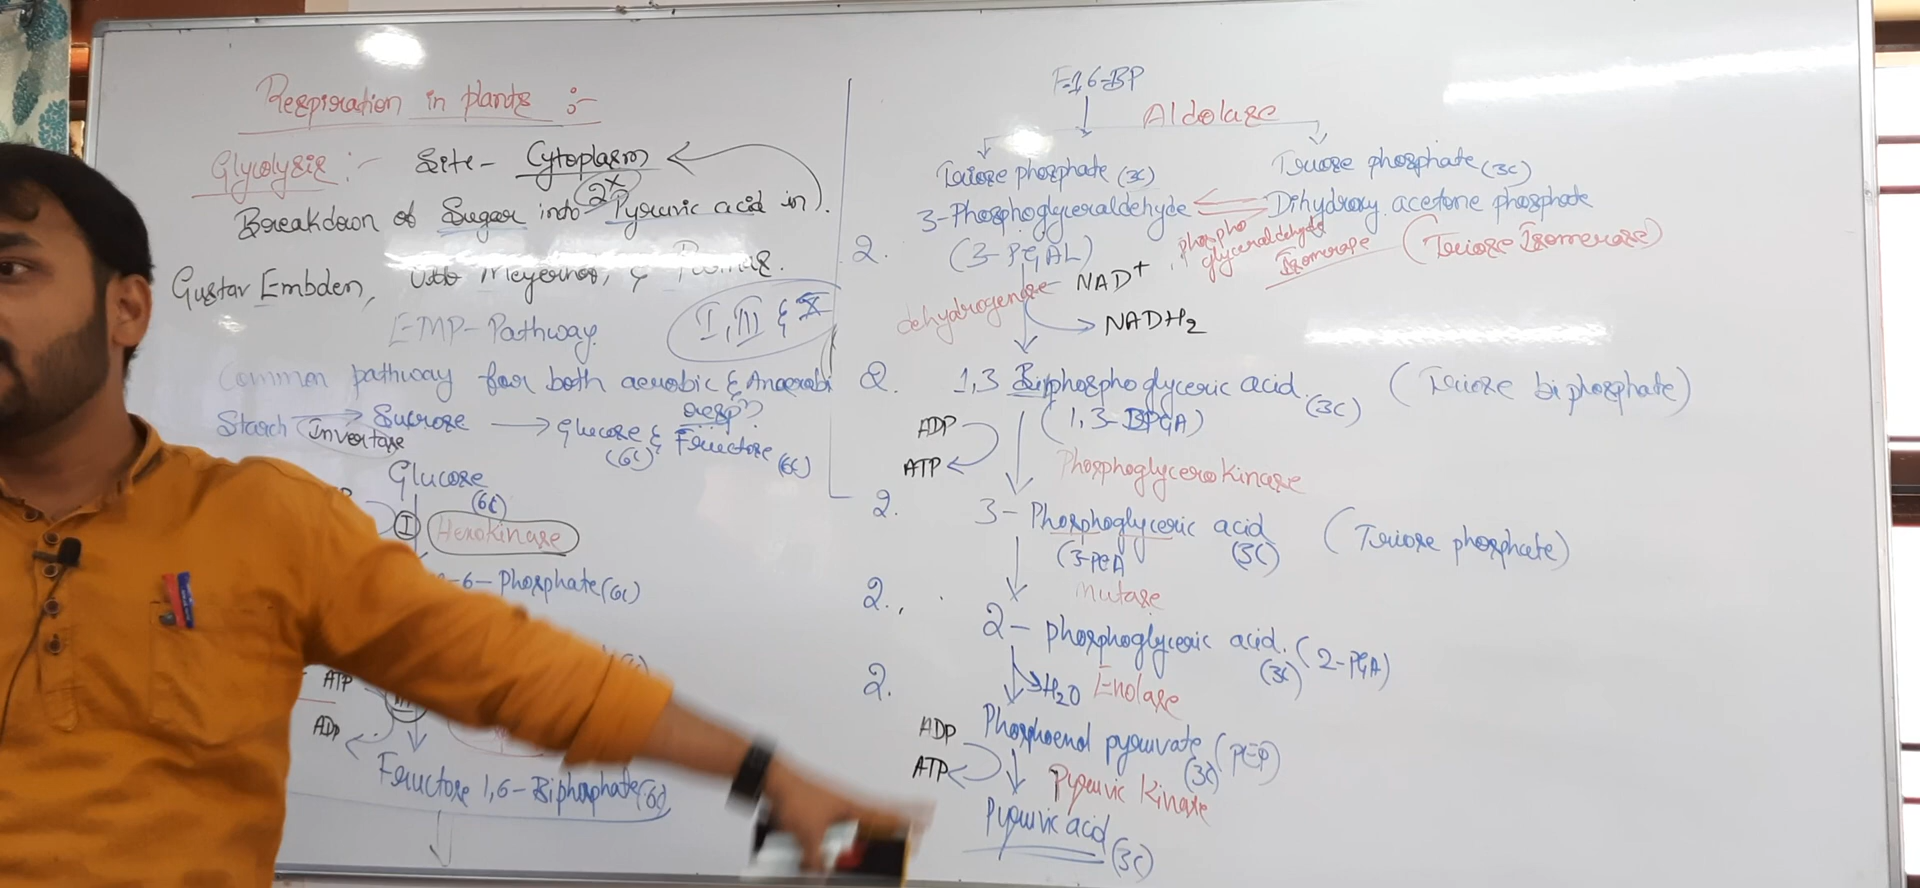 Respiration in plants :-
Glycolysis :- Site - Cytoplasm
2x
Breakdown of Sugar into Pyruvic acid in
Gustav Embden, Otto Meyerhof, &
EMP-Pathway
I, III & X
Common pathway for both aerobic & Anaerobi
resp?
Starch → Sucrose → Glucose & Fructose
Invertase (6C) (6C)
Glucose
(6C)
I Hexokinase
-6-Phosphate (6C)
ATP
ADP
Fructose 1,6-Biphosphate (6C)
F-1,6-BP
Aldolase
Triose phosphate (3C) Triose phosphate (3C)
3-Phosphoglyceraldehyde Dihydroxy acetone phosphate
2. (3-PGAL) phospho glyceraldehyde Isomerase (Triose Isomerase)
dehydrogenase NAD+
NADH2
2. 1,3 Biphosphoglyceric acid. (3C) (Triose biphosphate)
(1,3-BPGA)
ADP
ATP Phosphoglycerokinase
2. 3-Phosphoglyceric acid (Triose phosphate)
(3-PGA (3C)
2., Mutase
2-phosphoglyceric acid. (2-PGA)
(3C)
2. H2O Enolase
ADP Phosphoenol pyruvate (PEP)
(3C)
ATP Pyruvic Kinase
Pyruvic acid
(3C)